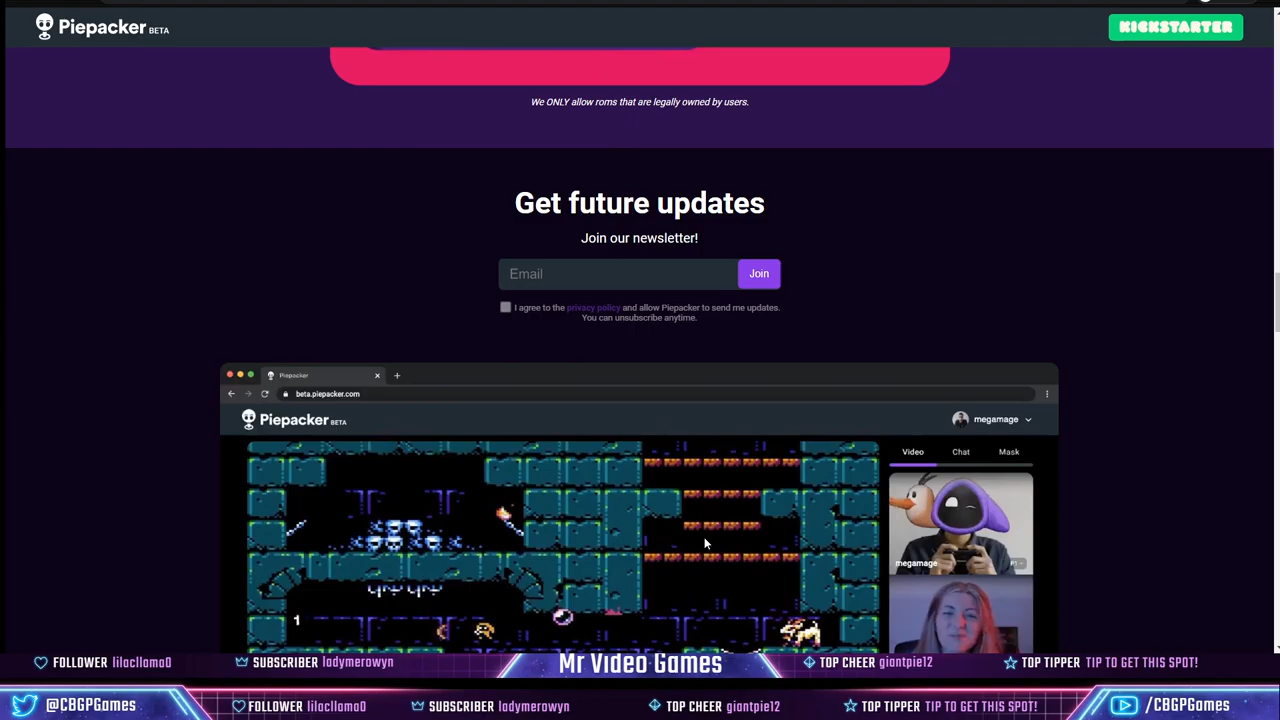 Piepacker BETA
KICKSTARTER
We ONLY allow roms that are legally owned by users.
Get future updates
Join our newsletter!
Email
Join
I agree to the privacy policy and allow Piepacker to send me updates.
You can unsubscribe anytime.
Piepacker
beta.piepacker.com
Piepacker BETA
megamage
Video
Chat
Mask
megamage
P1
1
FOLLOWER lilacllama0
SUBSCRIBER ladymerowyn
Mr Video Games
TOP CHEER giantpie12
TOP TIPPER TIP TO GET THIS SPOT!
@CBGPGames
FOLLOWER lilacllama0
SUBSCRIBER ladymerowyn
TOP CHEER giantpie12
TOP TIPPER TIP TO GET THIS SPOT!
/CBGPGames